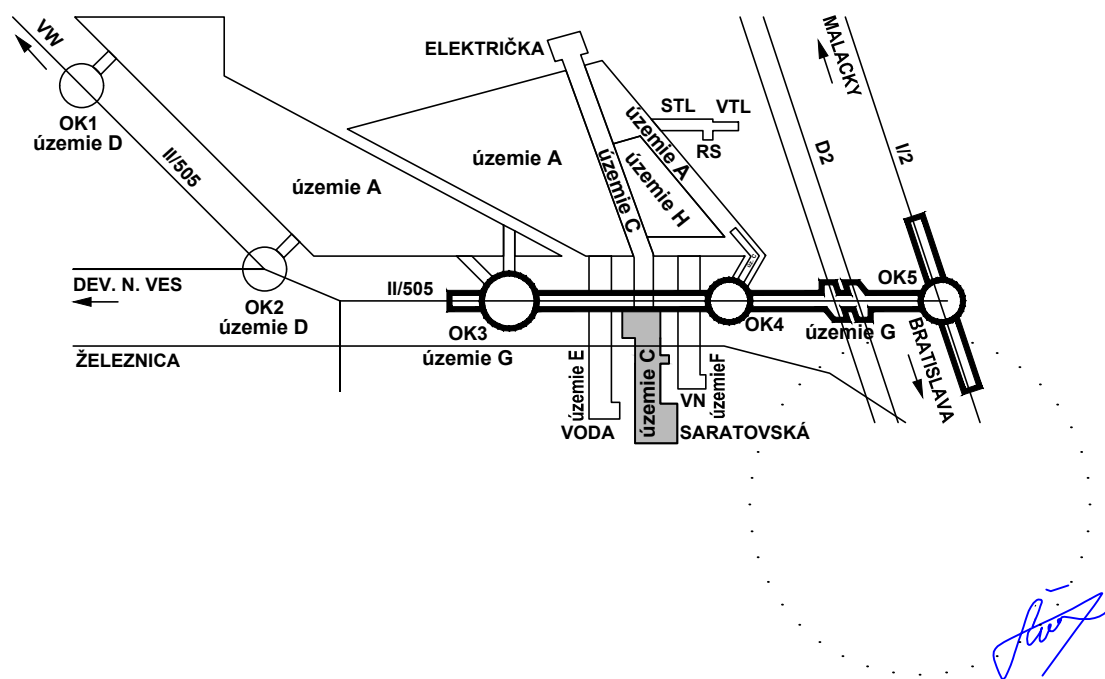 VW
ELEKTRIČKA
MALACKY
OK1
územie D
STL VTL
RS
II/505
územie A
územie A
územie A
územie C
územie H
D2
I/2
DEV. N. VES
OK2
územie D
II/505
OK3
územie G
OK4
OK5
územie G
ŽELEZNICA
BRATISLAVA
územie E
územie C
VN
územieF
VODA
SARATOVSKÁ